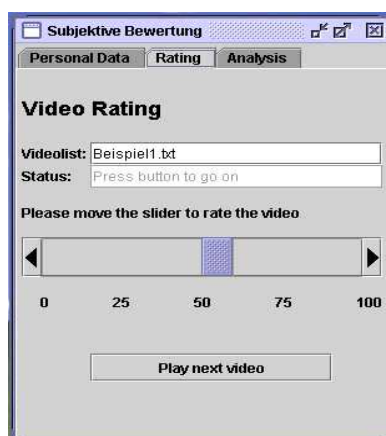 Subjektive Bewertung
Personal Data Rating Analysis
Video Rating
Videolist: Beispiel1.txt
Status: Press button to go on
Please move the slider to rate the video
0 25 50 75 100
Play next video